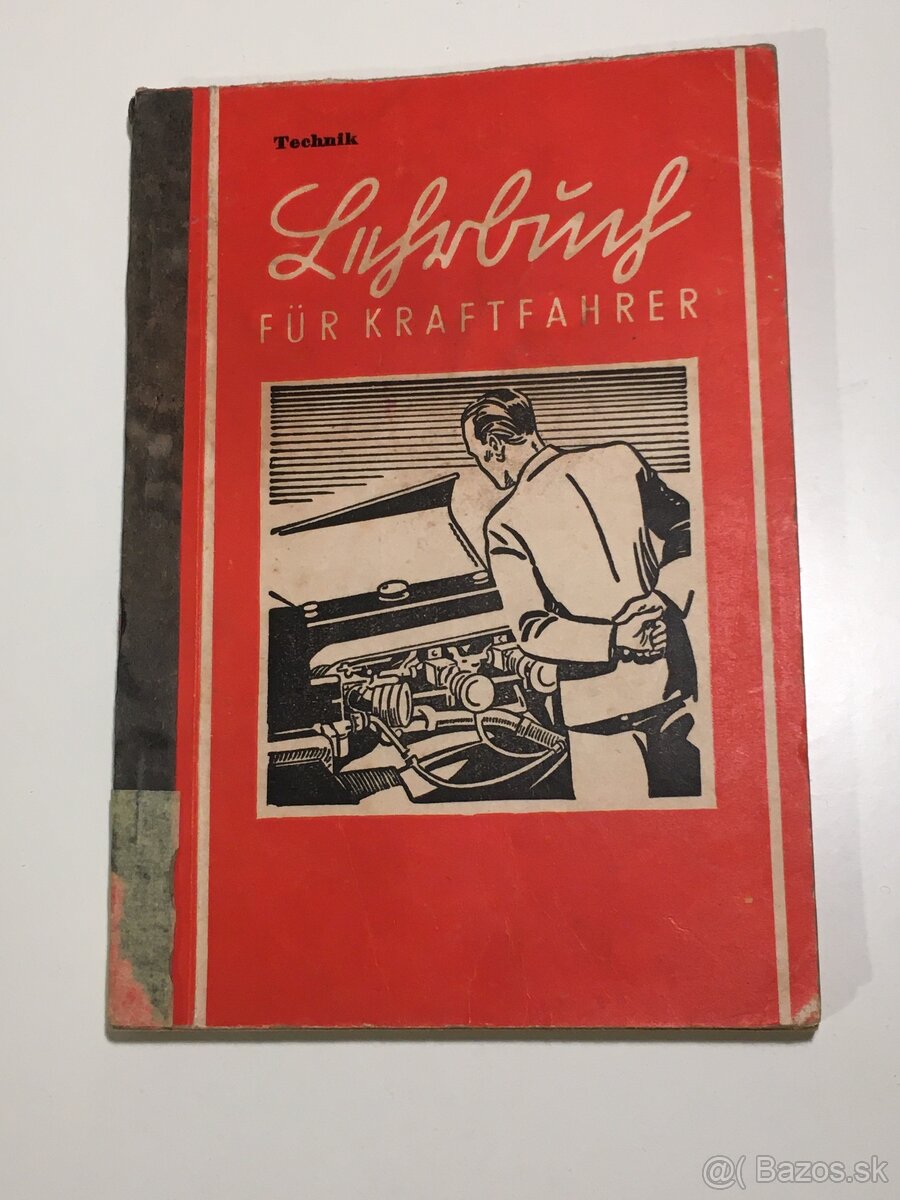 Technik
Lehrbuch
FÜR KRAFTFAHRER
@( Bazos.sk